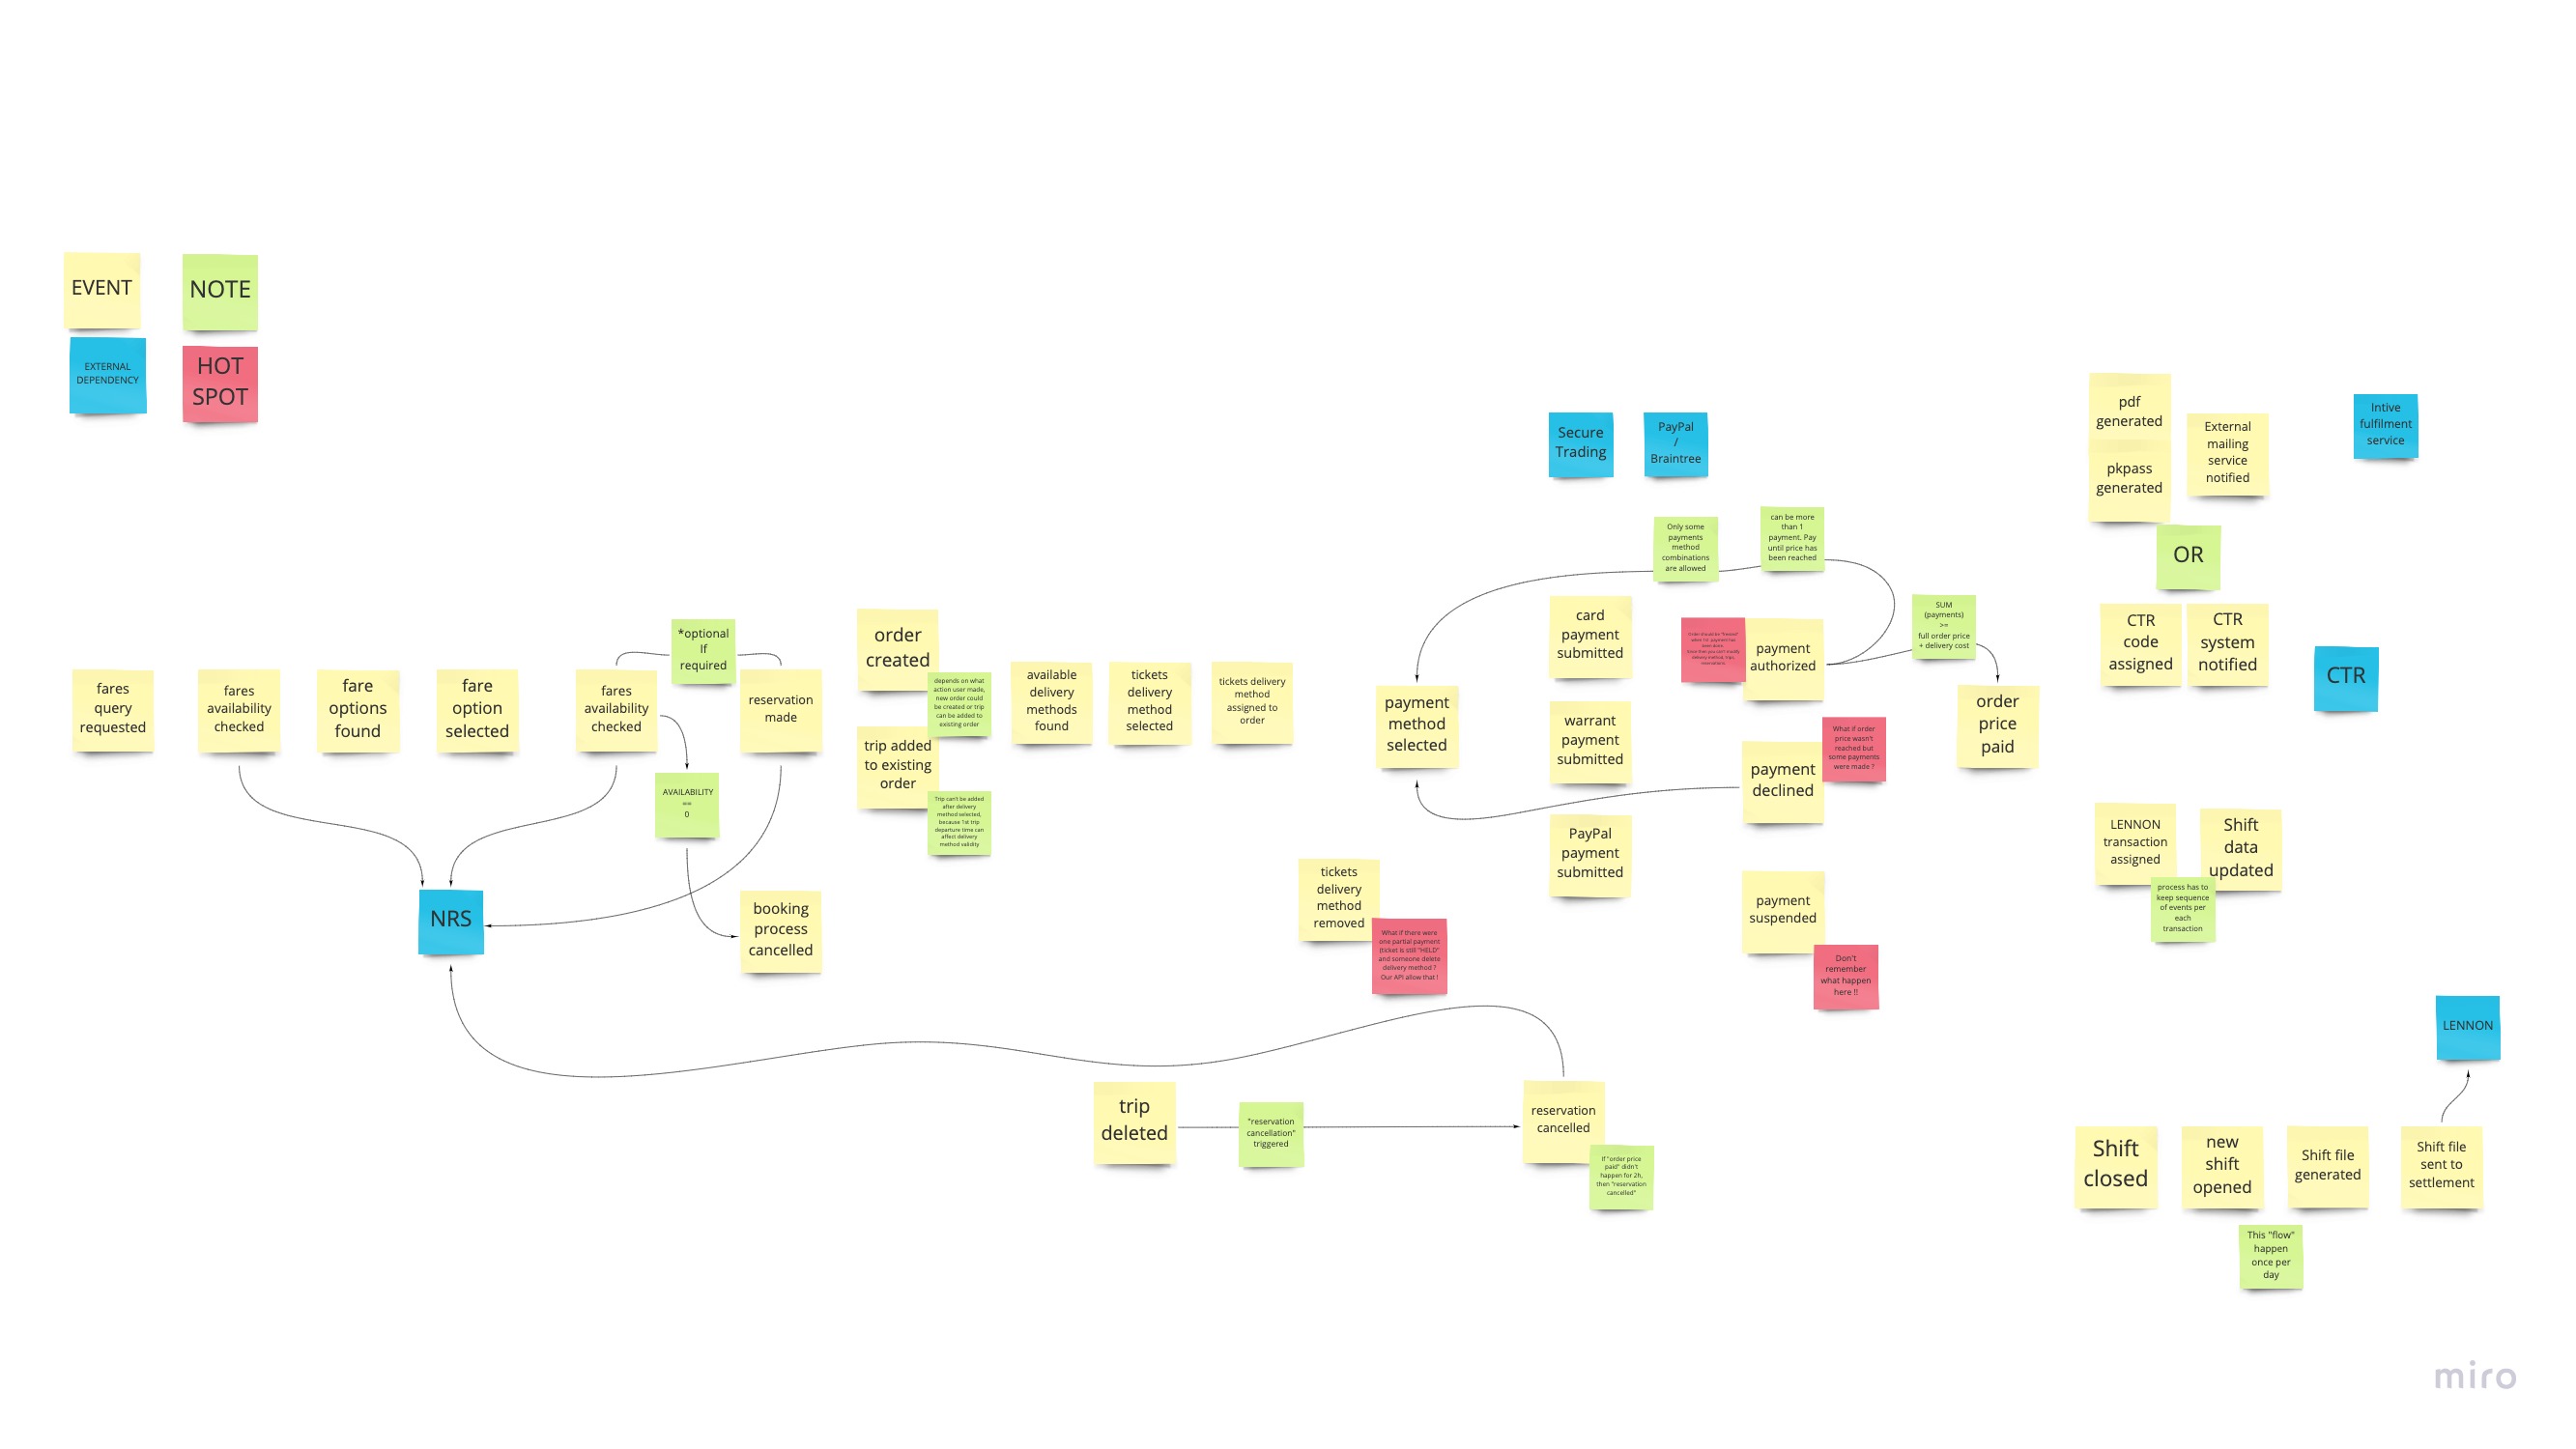 EVENT
NOTE
EXTERNAL
DEPENDENCY
HOT
SPOT
fares
query
requested
fares
availability
checked
fare
options
found
fare
option
selected
fares
availability
checked
*optional
If
required
reservation
made
AVAILABILITY
==
0
NRS
booking
process
cancelled
order
created
depends on what
action user made,
new order could
be created or trip
can be added to
existing order
trip added
to existing
order
Trip can't be added
after delivery
method selected,
because 1st trip
departure time can
affect delivery
method validity
available
delivery
methods
found
tickets
delivery
method
selected
tickets delivery
method
assigned to
order
tickets
delivery
method
removed
What if there were
one partial payment
(ticket is still "HELD"
and someone delete
delivery method ?
Our API allow that !
trip
deleted
"reservation
cancellation"
triggered
reservation
cancelled
If "order price
paid" didn't
happen for 2h,
then "reservation
cancelled"
payment
method
selected
Secure
Trading
PayPal
/
Braintree
Only some
payments
method
combinations
are allowed
can be more
than 1
payment. Pay
until price has
been reached
card
payment
submitted
warrant
payment
submitted
PayPal
payment
submitted
payment
authorized
payment
declined
What if order
price wasn't
reached but
some payments
were made ?
payment
suspended
Don't
remember
what happen
here !!
SUM
(payments)
>=
full order price
+ delivery cost
order
price
paid
pdf
generated
pkpass
generated
External
mailing
service
notified
Intive
fulfilment
service
OR
CTR
code
assigned
CTR
system
notified
CTR
LENNON
transaction
assigned
Shift
data
updated
process has to
keep sequence
of events per
each
transaction
LENNON
Shift
closed
new
shift
opened
Shift file
generated
Shift file
sent to
settlement
This "flow"
happen
once per
day
miro